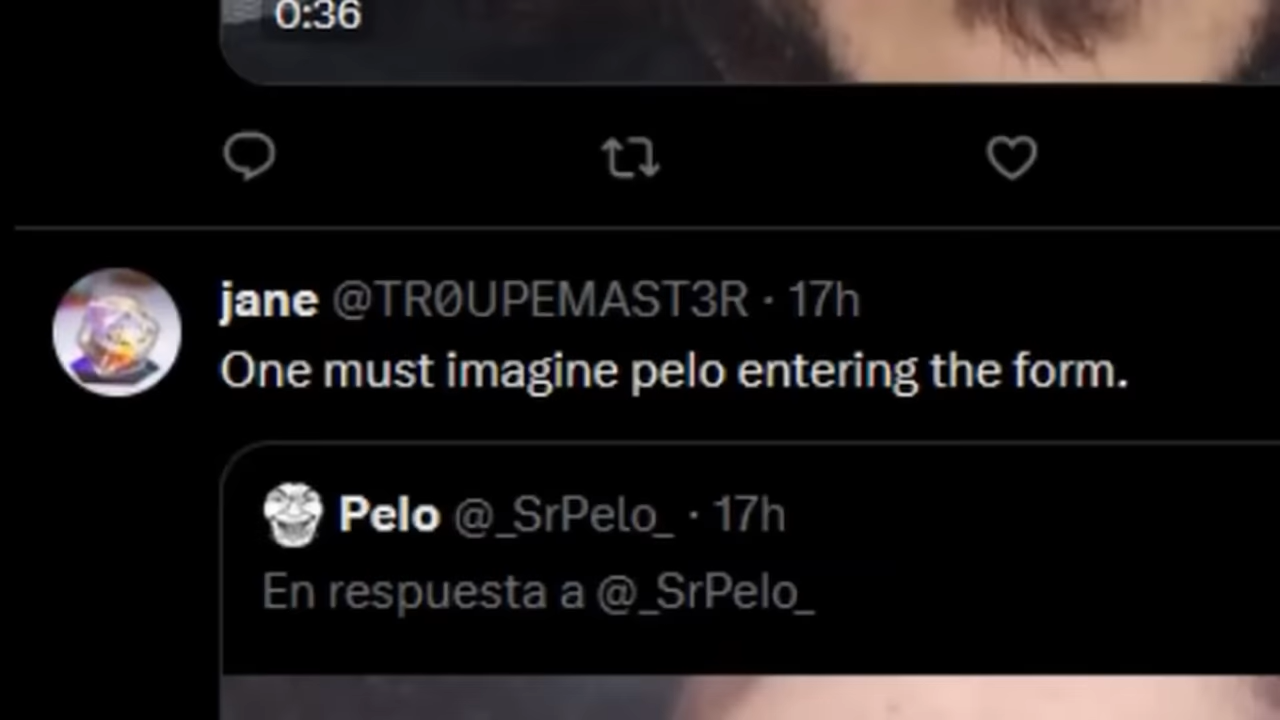 0:36
jane @TR0UPEMAST3R · 17h
One must imagine pelo entering the form.
Pelo @_SrPelo_ · 17h
En respuesta a @_SrPelo_